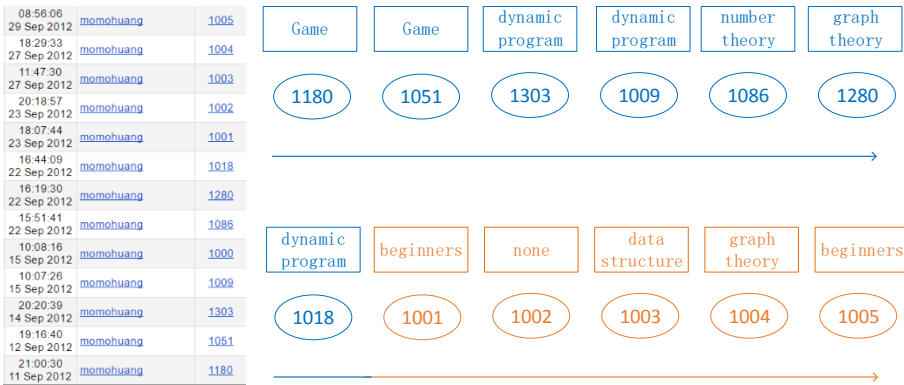 08:56:06
29 Sep 2012 momohuang 1005
18:29:33
27 Sep 2012 momohuang 1004
11:47:30
27 Sep 2012 momohuang 1003
20:18:57
23 Sep 2012 momohuang 1002
18:07:44
23 Sep 2012 momohuang 1001
16:44:09
22 Sep 2012 momohuang 1018
16:19:30
22 Sep 2012 momohuang 1280
15:51:41
22 Sep 2012 momohuang 1086
10:08:16
15 Sep 2012 momohuang 1000
10:07:26
15 Sep 2012 momohuang 1009
20:20:39
14 Sep 2012 momohuang 1303
19:16:40
12 Sep 2012 momohuang 1051
21:00:30
11 Sep 2012 momohuang 1180
Game
Game
dynamic
program
dynamic
program
number
theory
graph
theory
1180 1051 1303 1009 1086 1280
dynamic
program
beginners
none
data
structure
graph
theory
beginners
1018 1001 1002 1003 1004 1005